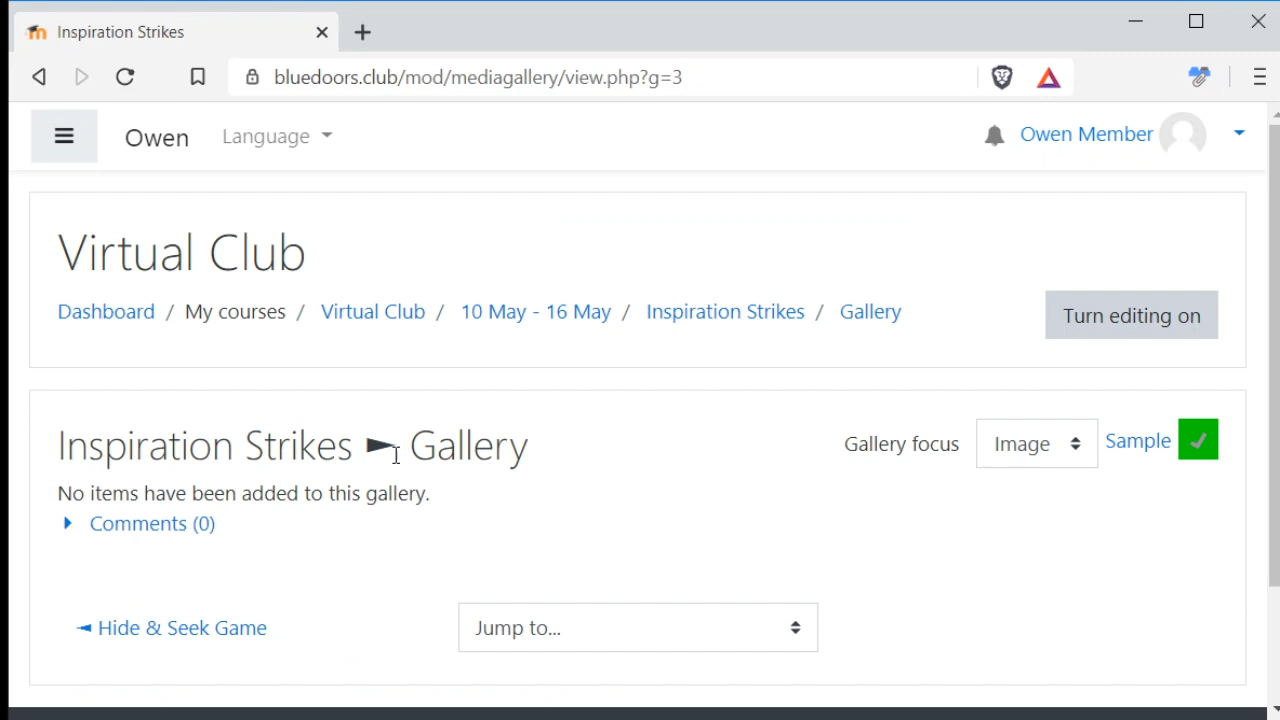 Inspiration Strikes
bluedoors.club/mod/mediagallery/view.php?g=3
Owen Language Owen Member
Virtual Club
Dashboard / My courses / Virtual Club / 10 May - 16 May / Inspiration Strikes / Gallery Turn editing on
Inspiration Strikes ► Gallery Gallery focus Image Sample
No items have been added to this gallery.
Comments (0)
◄ Hide & Seek Game Jump to...